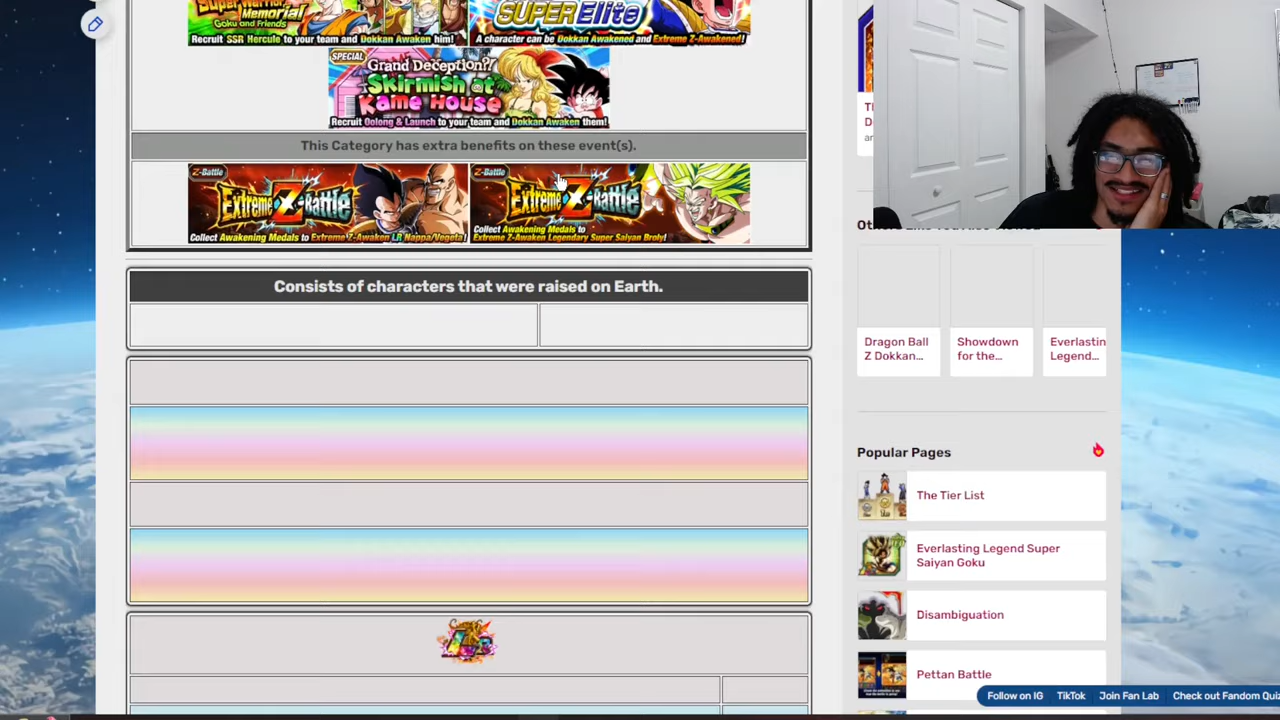 Super Warrior
Memorial
Goku and Friends
Recruit SSR Hercule to your team and Dokkan Awaken him!
SUPER Elite
A character can be Dokkan Awakened and Extreme Z-Awakened!
SPECIAL
Grand Deception?!
Skirmish at
Kame House
Recruit Oolong & Launch to your team and Dokkan Awaken them!
This Category has extra benefits on these event(s).
Z-Battle
Extreme Z-Battle
Collect Awakening Medals to Extreme Z-Awaken LR Nappa/Vegeta!
Z-Battle
Extreme Z-Battle
Collect Awakening Medals to
Extreme Z-Awaken Legendary Super Saiyan Broly!
Consists of characters that were raised on Earth.
Dragon Ball
Z Dokkan...
Showdown
for the...
Everlastin
Legend...
Popular Pages
The Tier List
Everlasting Legend Super
Saiyan Goku
Disambiguation
Pettan Battle
Follow on IG
TikTok
Join Fan Lab
Check out Fandom Quiz